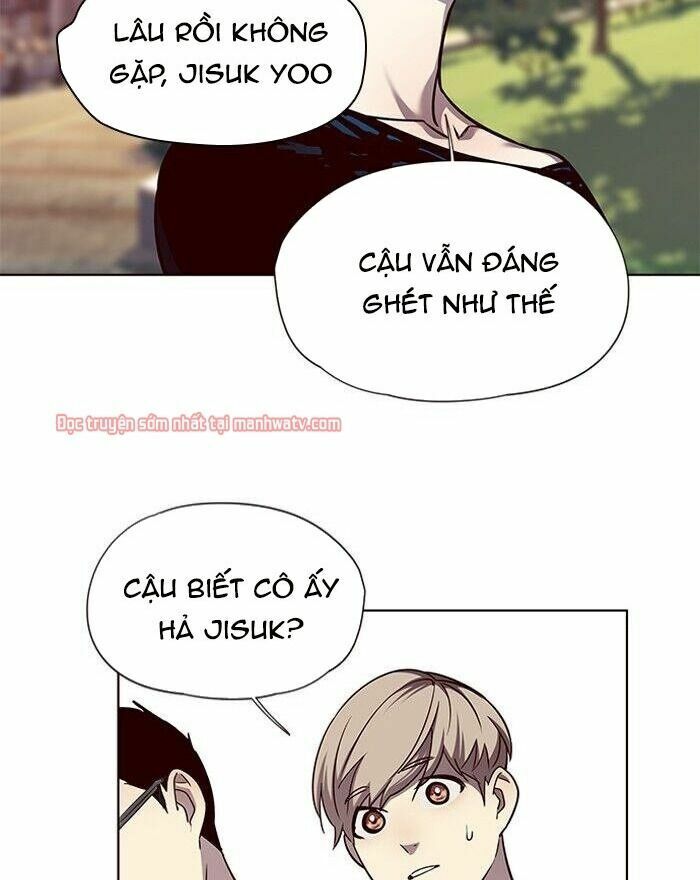 LÂU RỒI KHÔNG
GẶP, JISUK YOO
CẬU VẪN ĐÁNG
GHÉT NHƯ THẾ
Đọc truyện sớm nhất tại manhwatv.com
CẬU BIẾT CÔ ẤY
HẢ JISUK?